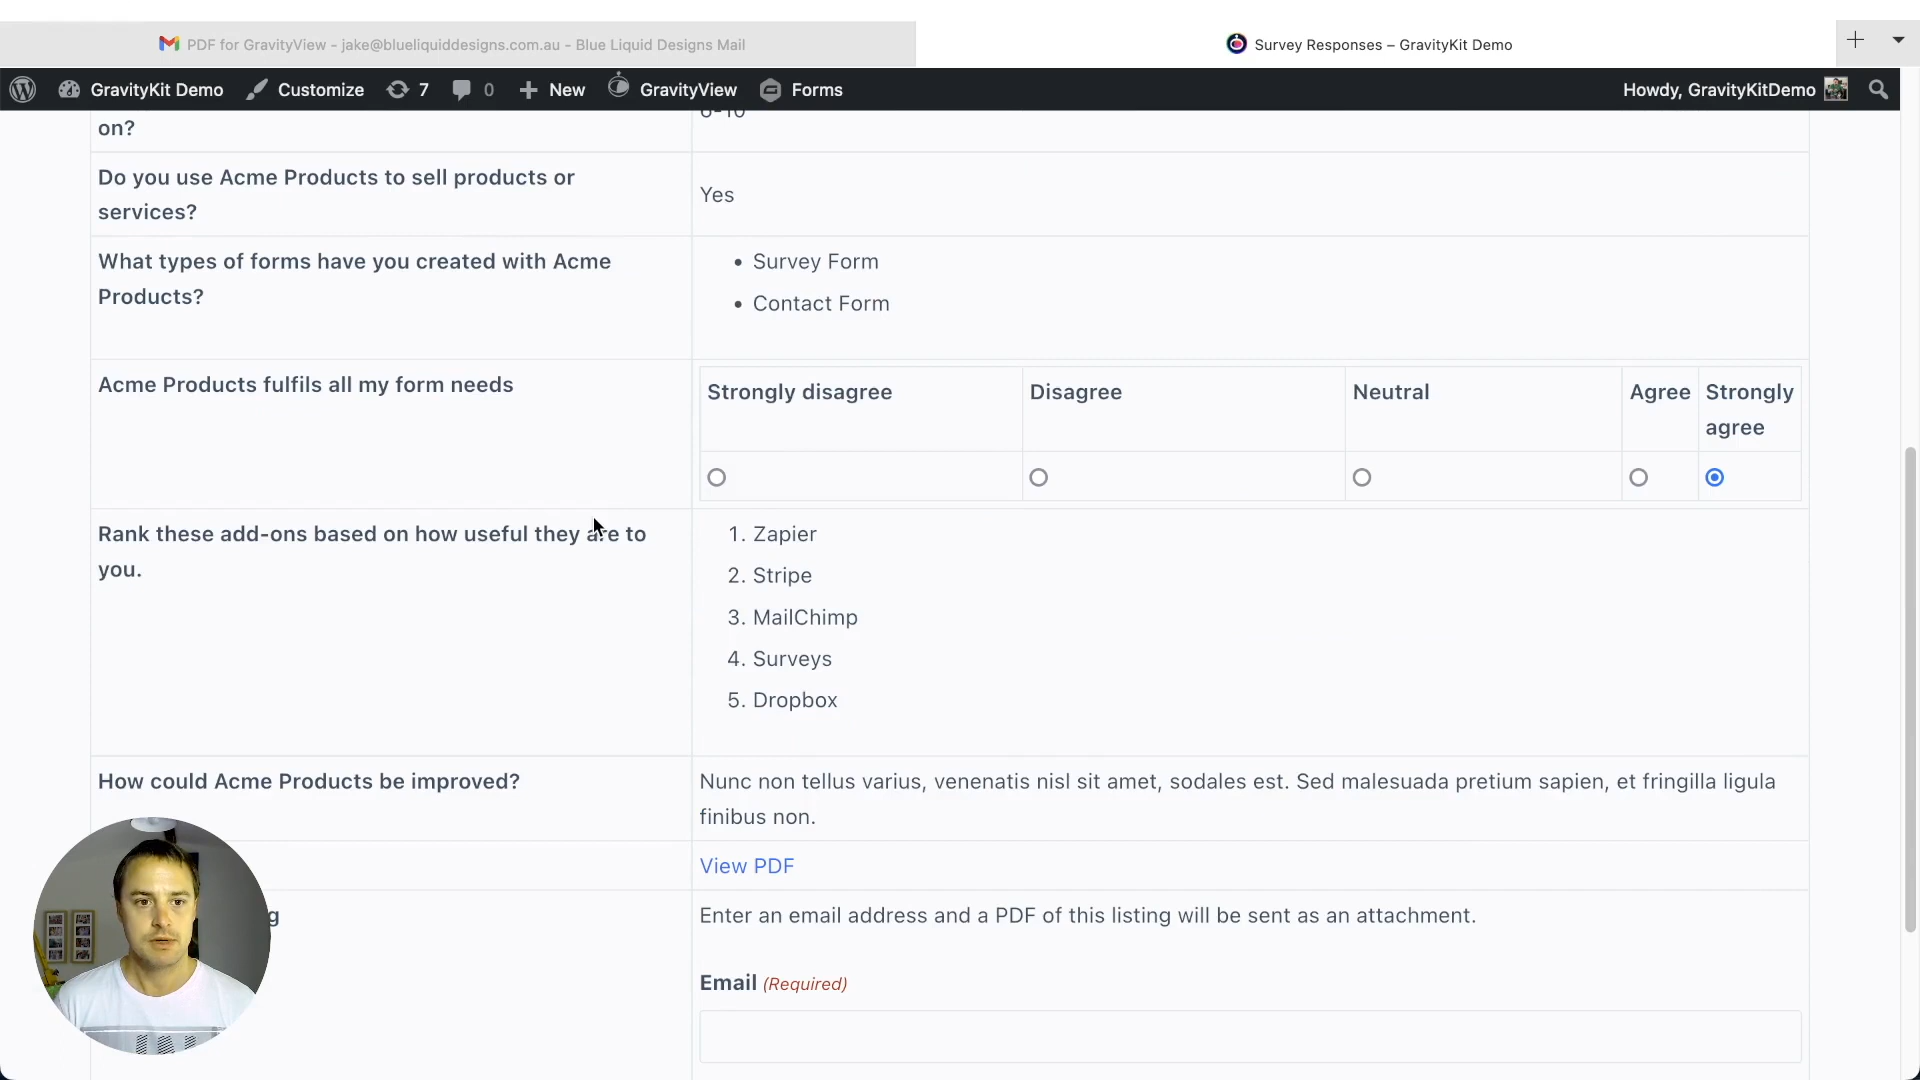 PDF for GravityView - jake@blueliquiddesigns.com.au - Blue Liquid Designs Mail
Survey Responses – GravityKit Demo
GravityKit Demo
Customize
7
0
New
GravityView
Forms
Howdy, GravityKitDemo
on?
6-10
Do you use Acme Products to sell products or
services?
Yes
What types of forms have you created with Acme
Products?
• Survey Form
• Contact Form
Acme Products fulfils all my form needs
Strongly disagree
Disagree
Neutral
Agree
Strongly
agree
Rank these add-ons based on how useful they are to
you.
1. Zapier
2. Stripe
3. MailChimp
4. Surveys
5. Dropbox
How could Acme Products be improved?
Nunc non tellus varius, venenatis nisl sit amet, sodales est. Sed malesuada pretium sapien, et fringilla ligula
finibus non.
View PDF
Enter an email address and a PDF of this listing will be sent as an attachment.
Email (Required)